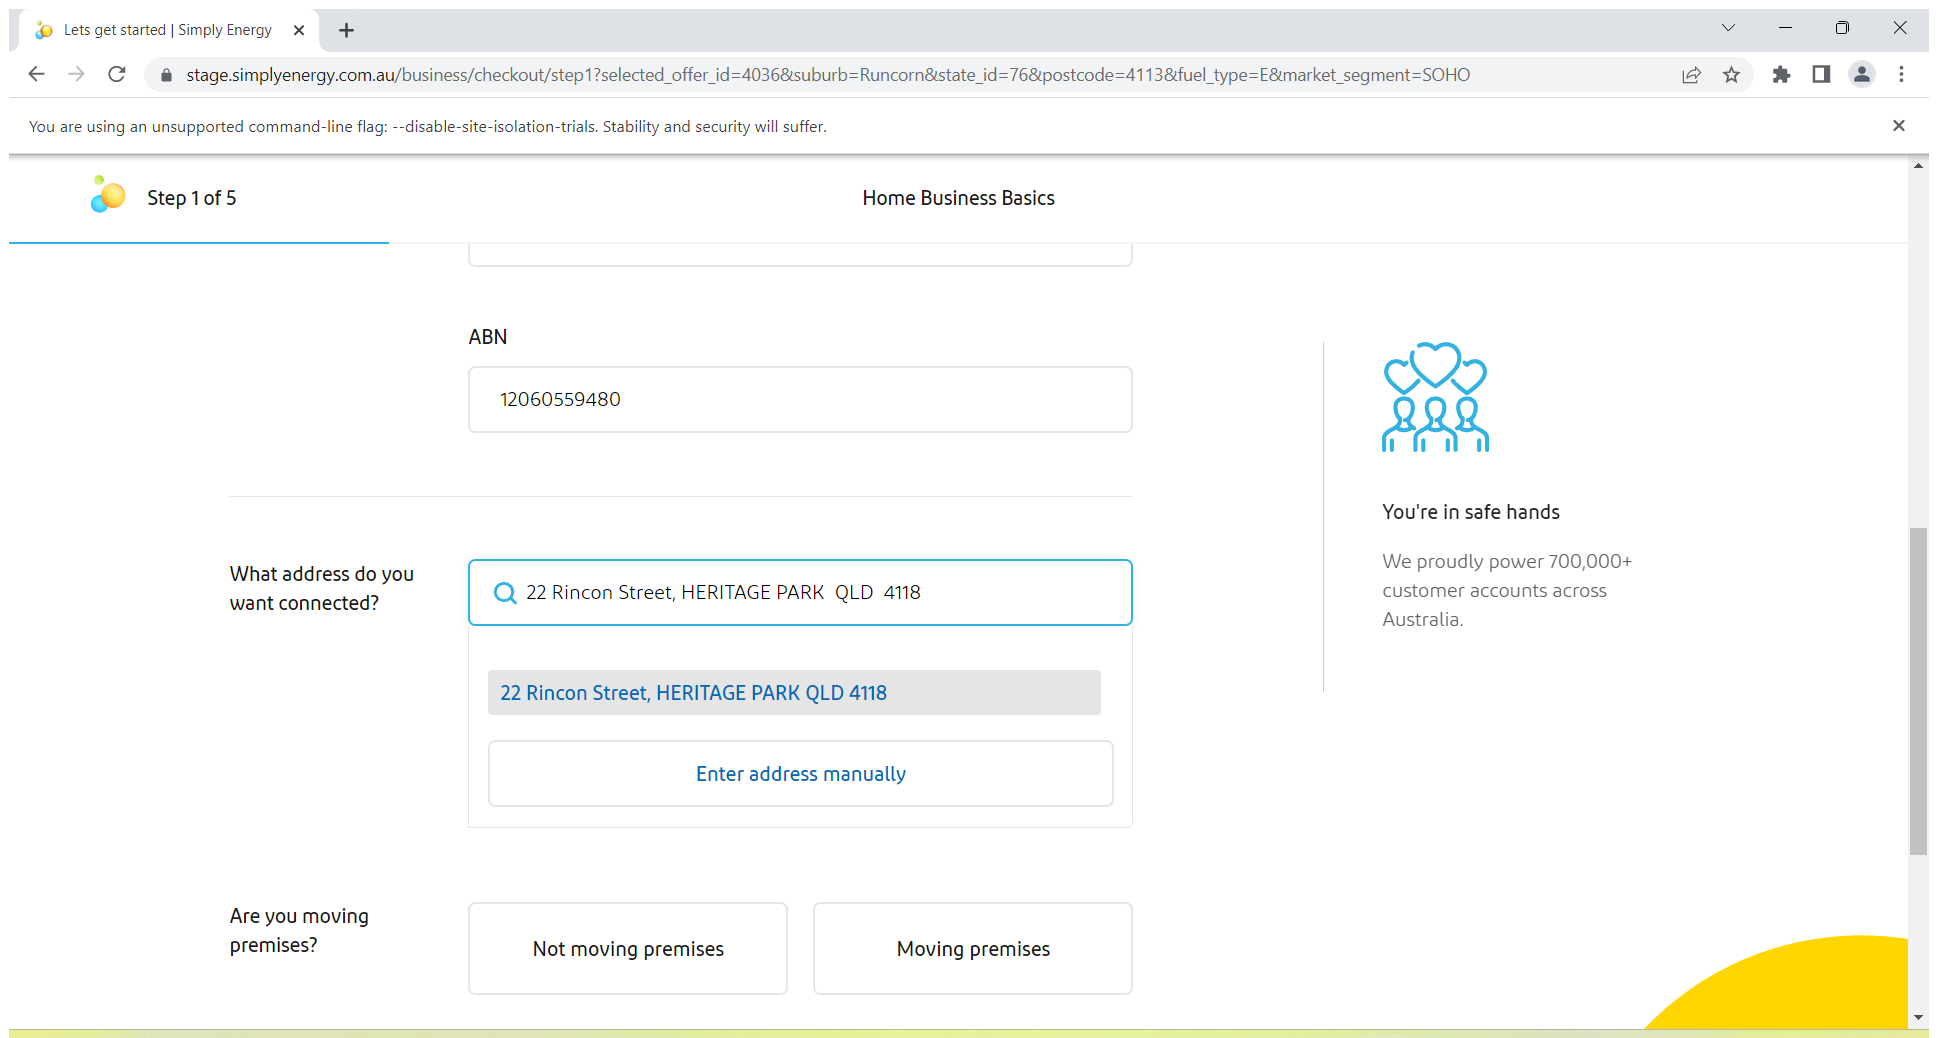 Lets get started | Simply Energy
stage.simplyenergy.com.au/business/checkout/step1?selected_offer_id=4036&suburb=Runcorn&state_id=76&postcode=4113&fuel_type=E&market_segment=SOHO
You are using an unsupported command-line flag: --disable-site-isolation-trials. Stability and security will suffer.
Step 1 of 5
Home Business Basics
ABN
12060559480
What address do you
want connected?
22 Rincon Street, HERITAGE PARK  QLD  4118
22 Rincon Street, HERITAGE PARK QLD 4118
Enter address manually
Are you moving
premises?
Not moving premises
Moving premises
You're in safe hands
We proudly power 700,000+
customer accounts across
Australia.